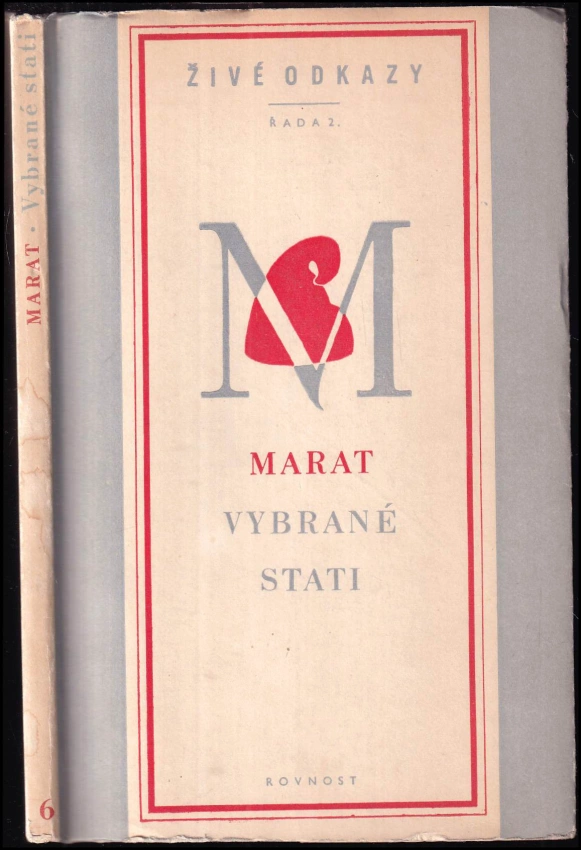 MARAT • Vybrané stati
6
ŽIVÉ ODKAZY
ŘADA 2.
M
MARAT
VYBRANÉ
STATI
ROVNOST